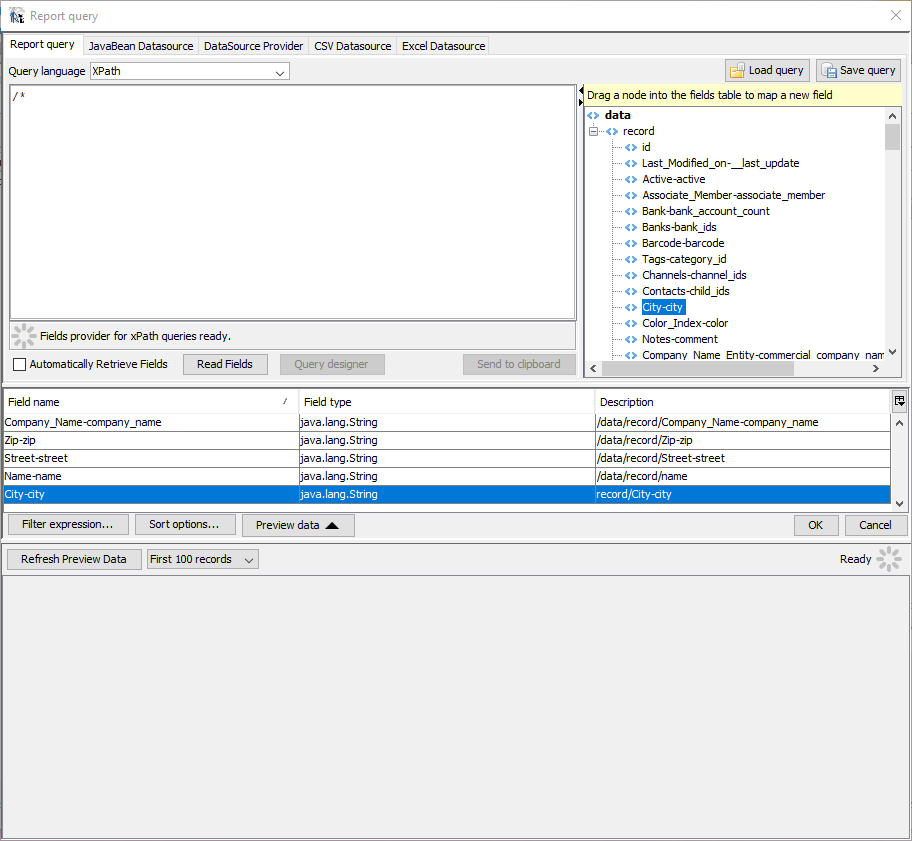 Report query
Report query JavaBean Datasource DataSource Provider CSV Datasource Excel Datasource
Query language XPath Load query Save query
/*
Drag a node into the fields table to map a new field
data
record
id
Last_Modified_on-__last_update
Active-active
Associate_Member-associate_member
Bank-bank_account_count
Banks-bank_ids
Barcode-barcode
Tags-category_id
Channels-channel_ids
Contacts-child_ids
City-city
Color_Index-color
Notes-comment
Company_Name_Entity-commercial_company_nam
Fields provider for xPath queries ready.
Automatically Retrieve Fields Read Fields Query designer Send to clipboard
Field name Field type Description
Company_Name-company_name java.lang.String /data/record/Company_Name-company_name
Zip-zip java.lang.String /data/record/Zip-zip
Street-street java.lang.String /data/record/Street-street
Name-name java.lang.String /data/record/name
City-city java.lang.String record/City-city
Filter expression... Sort options... Preview data OK Cancel
Refresh Preview Data First 100 records Ready